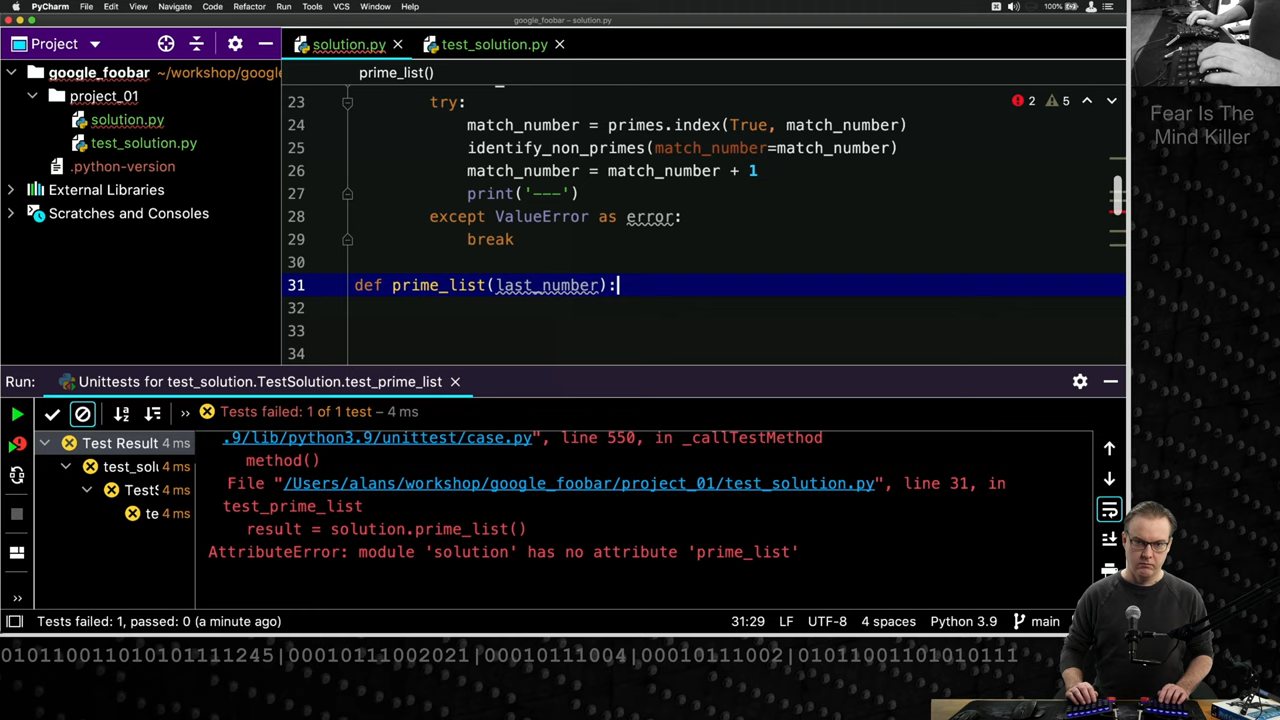 PyCharm File Edit View Navigate Code Refactor Run Tools VCS Window Help 100%
google_foobar – solution.py
Project
solution.py
test_solution.py
google_foobar ~/workshop/google
project_01
solution.py
test_solution.py
.python-version
External Libraries
Scratches and Consoles
prime_list()
2 5
23 try:
24 match_number = primes.index(True, match_number)
25 identify_non_primes(match_number=match_number)
26 match_number = match_number + 1
27 print('---')
28 except ValueError as error:
29 break
30
31 def prime_list(last_number):
32
33
34
Fear Is The
Mind Killer
Run: Unittests for test_solution.TestSolution.test_prime_list
Tests failed: 1 of 1 test – 4 ms
Test Result 4 ms
test_solu 4 ms
TestS 4 ms
te 4 ms
.9/lib/python3.9/unittest/case.py", line 550, in _callTestMethod
method()
File "/Users/alans/workshop/google_foobar/project_01/test_solution.py", line 31, in
test_prime_list
result = solution.prime_list()
AttributeError: module 'solution' has no attribute 'prime_list'
Tests failed: 1, passed: 0 (a minute ago)
31:29 LF UTF-8 4 spaces Python 3.9 main